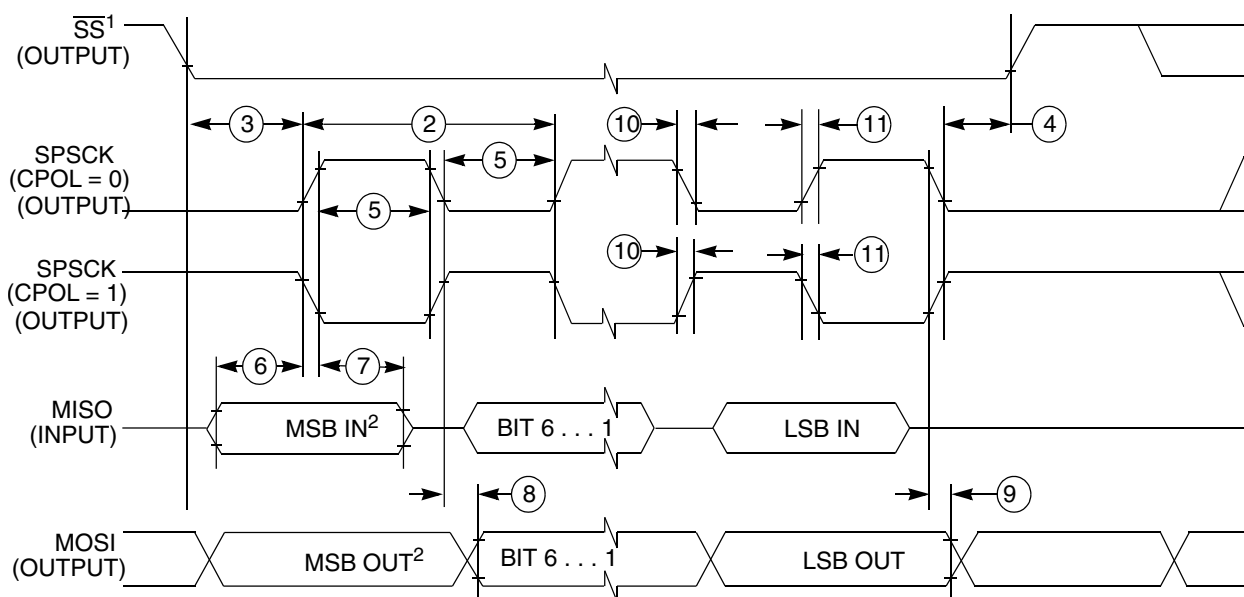 SS¹
(OUTPUT)
3
2
10
11
4
SPSCK
(CPOL = 0)
(OUTPUT)
5
5
SPSCK
(CPOL = 1)
(OUTPUT)
10
11
6
7
MISO
(INPUT)
MSB IN²
BIT 6 . . . 1
LSB IN
8
9
MOSI
(OUTPUT)
MSB OUT²
BIT 6 . . . 1
LSB OUT